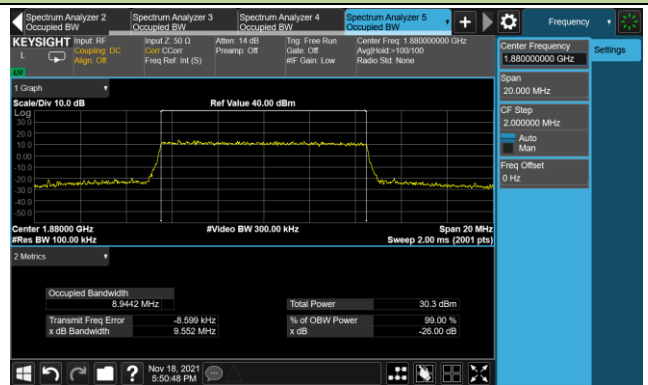 Spectrum Analyzer 2
Occupied BW
Spectrum Analyzer 3
Occupied BW
Spectrum Analyzer 4
Occupied BW
Spectrum Analyzer 5
Occupied BW
Frequency
KEYSIGHT
L
Input: RF
Coupling: DC
Align: Off
Input Z: 50 Ω
Corr CCorr
Freq Ref: Int (S)
Atten: 14 dB
Preamp: Off
Trig: Free Run
Gate: Off
#IF Gain: Low
Center Freq: 1.880000000 GHz
Avg|Hold:>100/100
Radio Std: None
Center Frequency
1.880000000 GHz
Settings
Span
20.000 MHz
CF Step
2.000000 MHz
Auto
Man
Freq Offset
0 Hz
1 Graph
Scale/Div 10.0 dB
Ref Value 40.00 dBm
Log
30.0
20.0
10.0
0.00
-10.0
-20.0
-30.0
-40.0
-50.0
Center 1.88000 GHz
#Video BW 300.00 kHz
Span 20 MHz
#Res BW 100.00 kHz
Sweep 2.00 ms (2001 pts)
2 Metrics
Occupied Bandwidth
8.9442 MHz
Total Power
30.3 dBm
Transmit Freq Error
-8.599 kHz
% of OBW Power
99.00 %
x dB Bandwidth
9.552 MHz
x dB
-26.00 dB
Nov 18, 2021
5:50:48 PM